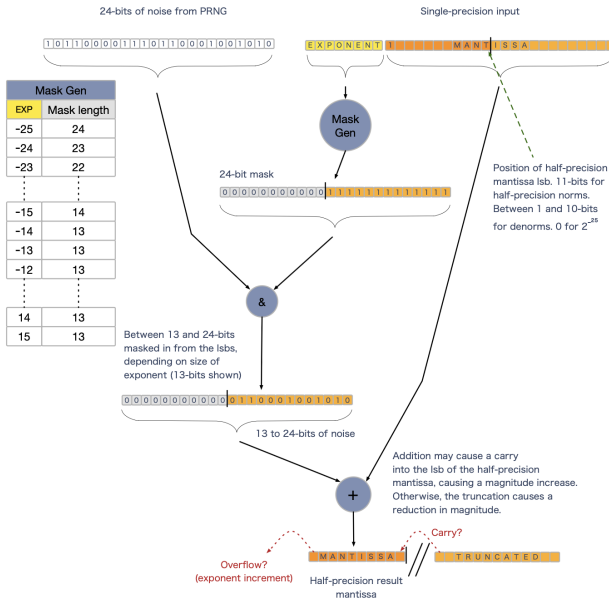 24-bits of noise from PRNG
Single-precision input
1 0 1 1 0 0 0 0 1 1 1 1 0 1 1 0 0 0 1 0 0 1 0 1 0
E X P O N E N T
1 M A N T I S S A
Mask Gen
EXP Mask length
-25 24
-24 23
-23 22
-15 14
-14 13
-13 13
-12 13
14 13
15 13
Mask
Gen
24-bit mask
0 0 0 0 0 0 0 0 0 0 0 1 1 1 1 1 1 1 1 1 1 1 1 1
Position of half-precision
mantissa lsb. 11-bits for
half-precision norms.
Between 1 and 10-bits
for denorms. 0 for 2⁻²⁵
&
Between 13 and 24-bits
masked in from the lsbs,
depending on size of
exponent (13-bits shown)
0 0 0 0 0 0 0 0 0 0 0 0 1 1 0 0 0 1 0 0 1 0 1 0
13 to 24-bits of noise
Addition may cause a carry
into the lsb of the half-precision
mantissa, causing a magnitude increase.
Otherwise, the truncation causes a
reduction in magnitude.
+
Carry?
M A N T I S S A
T R U N C A T E D
Overflow?
(exponent increment)
Half-precision result
mantissa